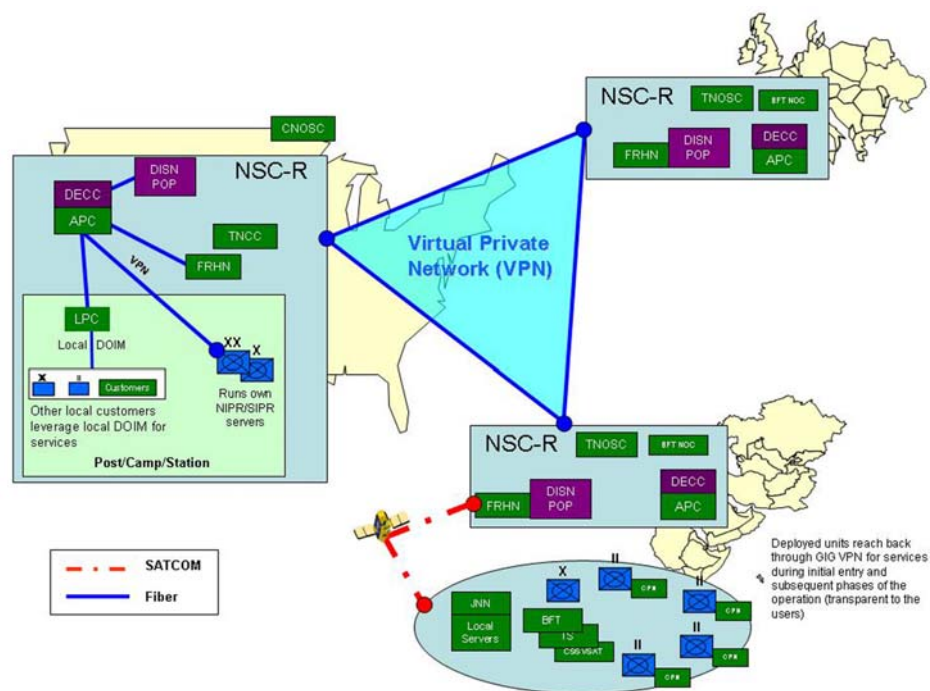 CNOSC
NSC-R
DISN
POP
DECC
APC
TNCC
FRHN
VPN
LPC
Local DOIM
X
II
Customers
Other local customers
leverage local DOIM for
services
XX
X
Runs own
NIPR/SIPR
servers
Post/Camp/Station
Virtual Private
Network (VPN)
NSC-R
TNOSC
BFT NOC
FRHN
DISN
POP
DECC
APC
NSC-R
TNOSC
BFT NOC
FRHN
DISN
POP
DECC
APC
SATCOM
Fiber
Deployed units reach back
through GIG VPN for services
during initial entry and
subsequent phases of the
operation (transparent to the
users)
JNN
Local
Servers
BFT
TS
CSS VSAT
X
II
CPN
II
CPN
II
CPN
II
CPN